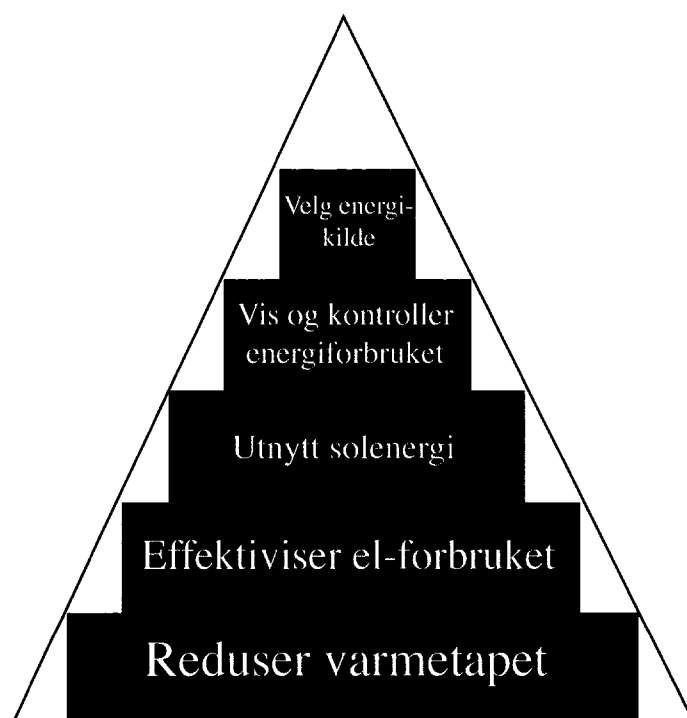 Velg energi-
kilde
Vis og kontroller
energiforbruket
Utnytt solenergi
Effektiviser el-forbruket
Reduser varmetapet